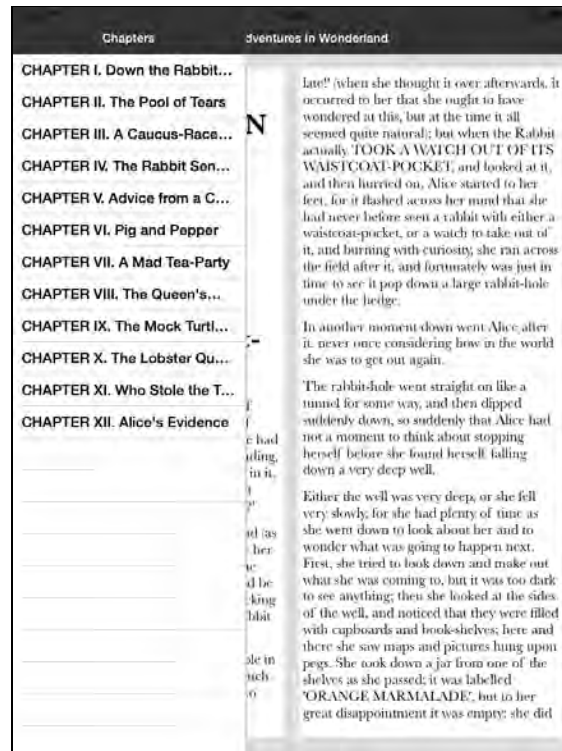 Chapters
dventures in Wonderland
CHAPTER I. Down the Rabbit...
CHAPTER II. The Pool of Tears
CHAPTER III. A Caucus-Race...
CHAPTER IV. The Rabbit Sen...
CHAPTER V. Advice from a C...
CHAPTER VI. Pig and Pepper
CHAPTER VII. A Mad Tea-Party
CHAPTER VIII. The Queen's...
CHAPTER IX. The Mock Turtl...
CHAPTER X. The Lobster Qu...
CHAPTER XI. Who Stole the T...
CHAPTER XII. Alice's Evidence
N
-
f
e had
ading,
in it,
?'
d (as
her
d be
king
bbit
ole in
uch
o
late!' (when she thought it over afterwards, it
occurred to her that she ought to have
wondered at this, but at the time it all
seemed quite natural); but when the Rabbit
actually TOOK A WATCH OUT OF ITS
WAISTCOAT-POCKET, and looked at it,
and then hurried on, Alice started to her
feet, for it flashed across her mind that she
had never before seen a rabbit with either a
waistcoat-pocket, or a watch to take out of
it, and burning with curiosity, she ran across
the field after it, and fortunately was just in
time to see it pop down a large rabbit-hole
under the hedge.
In another moment down went Alice after
it, never once considering how in the world
she was to get out again.
The rabbit-hole went straight on like a
tunnel for some way, and then dipped
suddenly down, so suddenly that Alice had
not a moment to think about stopping
herself before she found herself falling
down a very deep well.
Either the well was very deep, or she fell
very slowly, for she had plenty of time as
she went down to look about her and to
wonder what was going to happen next.
First, she tried to look down and make out
what she was coming to, but it was too dark
to see anything; then she looked at the sides
of the well, and noticed that they were filled
with cupboards and book-shelves; here and
there she saw maps and pictures hung upon
pegs. She took down a jar from one of the
shelves as she passed; it was labelled
'ORANGE MARMALADE', but to her
great disappointment it was empty: she did